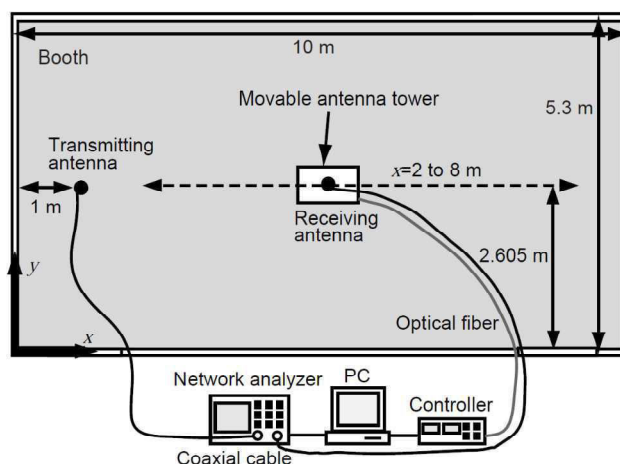 10 m
Booth
5.3 m
Movable antenna tower
Transmitting
antenna
x=2 to 8 m
1 m
Receiving
antenna
2.605 m
y
Optical fiber
x
Network analyzer
PC
Controller
Coaxial cable